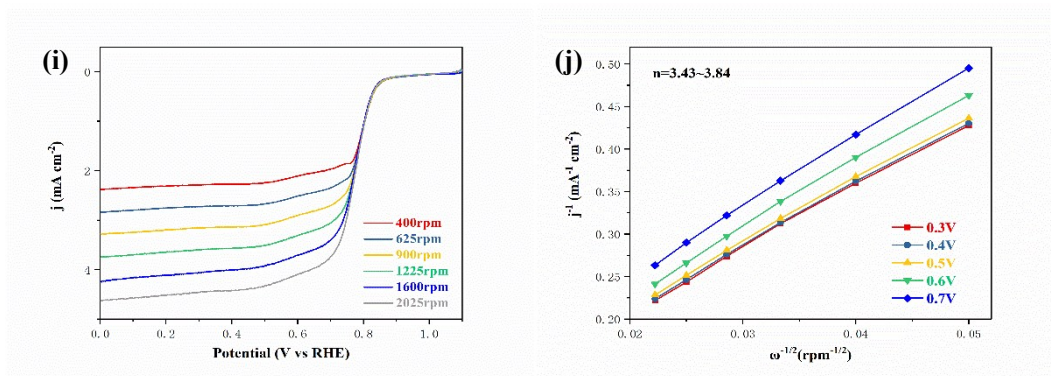 (i)
0
2
4
j (mA cm-2)
400rpm
625rpm
900rpm
1225rpm
1600rpm
2025rpm
0.0
0.2
0.4
0.6
0.8
1.0
Potential (V vs RHE)
(j)
n=3.43~3.84
0.50
0.45
0.40
0.35
0.30
0.25
0.20
j-1 (mA-1 cm-2)
0.3V
0.4V
0.5V
0.6V
0.7V
0.02
0.03
0.04
0.05
ω-1/2(rpm-1/2)